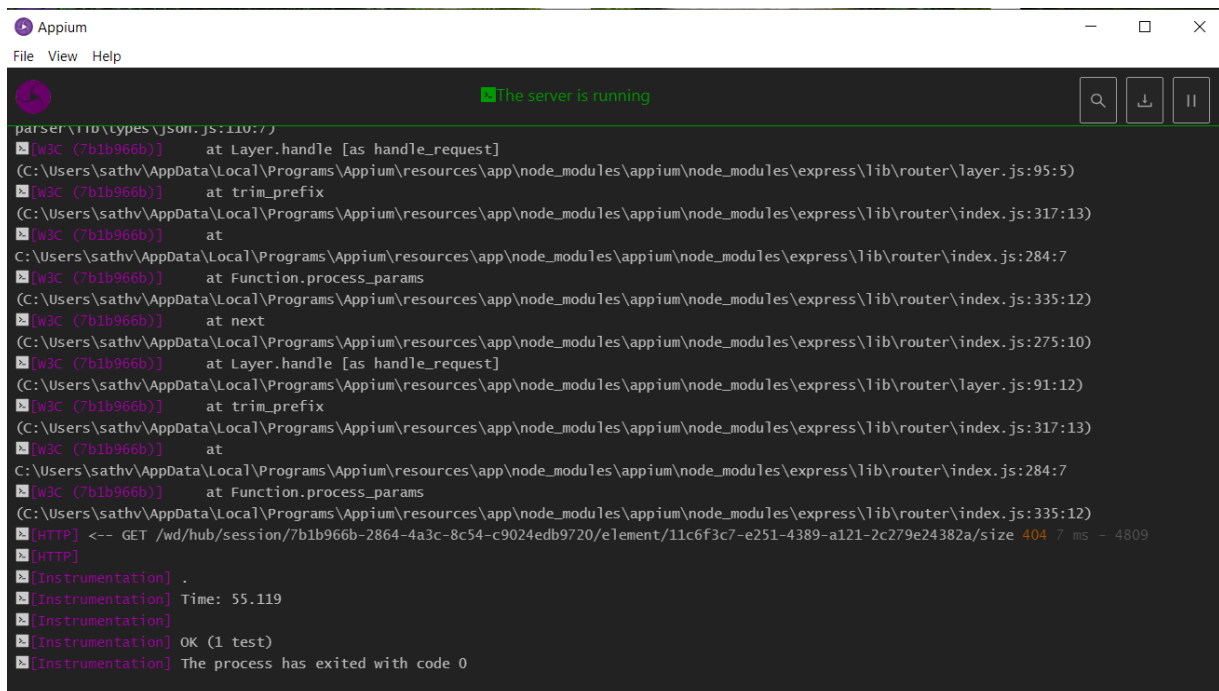 Appium
File View Help
The server is running
parser\lib\types\json.js:110:7)
[W3C (7b1b966b)] at Layer.handle [as handle_request]
(C:\Users\sathv\AppData\Local\Programs\Appium\resources\app\node_modules\appium\node_modules\express\lib\router\layer.js:95:5)
[W3C (7b1b966b)] at trim_prefix
(C:\Users\sathv\AppData\Local\Programs\Appium\resources\app\node_modules\appium\node_modules\express\lib\router\index.js:317:13)
[W3C (7b1b966b)] at
C:\Users\sathv\AppData\Local\Programs\Appium\resources\app\node_modules\appium\node_modules\express\lib\router\index.js:284:7
[W3C (7b1b966b)] at Function.process_params
(C:\Users\sathv\AppData\Local\Programs\Appium\resources\app\node_modules\appium\node_modules\express\lib\router\index.js:335:12)
[W3C (7b1b966b)] at next
(C:\Users\sathv\AppData\Local\Programs\Appium\resources\app\node_modules\appium\node_modules\express\lib\router\index.js:275:10)
[W3C (7b1b966b)] at Layer.handle [as handle_request]
(C:\Users\sathv\AppData\Local\Programs\Appium\resources\app\node_modules\appium\node_modules\express\lib\router\layer.js:91:12)
[W3C (7b1b966b)] at trim_prefix
(C:\Users\sathv\AppData\Local\Programs\Appium\resources\app\node_modules\appium\node_modules\express\lib\router\index.js:317:13)
[W3C (7b1b966b)] at
C:\Users\sathv\AppData\Local\Programs\Appium\resources\app\node_modules\appium\node_modules\express\lib\router\index.js:284:7
[W3C (7b1b966b)] at Function.process_params
(C:\Users\sathv\AppData\Local\Programs\Appium\resources\app\node_modules\appium\node_modules\express\lib\router\index.js:335:12)
[HTTP] <-- GET /wd/hub/session/7b1b966b-2864-4a3c-8c54-c9024edb9720/element/11c6f3c7-e251-4389-a121-2c279e24382a/size 404 7 ms - 4809
[HTTP]
[Instrumentation] .
[Instrumentation] Time: 55.119
[Instrumentation]
[Instrumentation] OK (1 test)
[Instrumentation] The process has exited with code 0